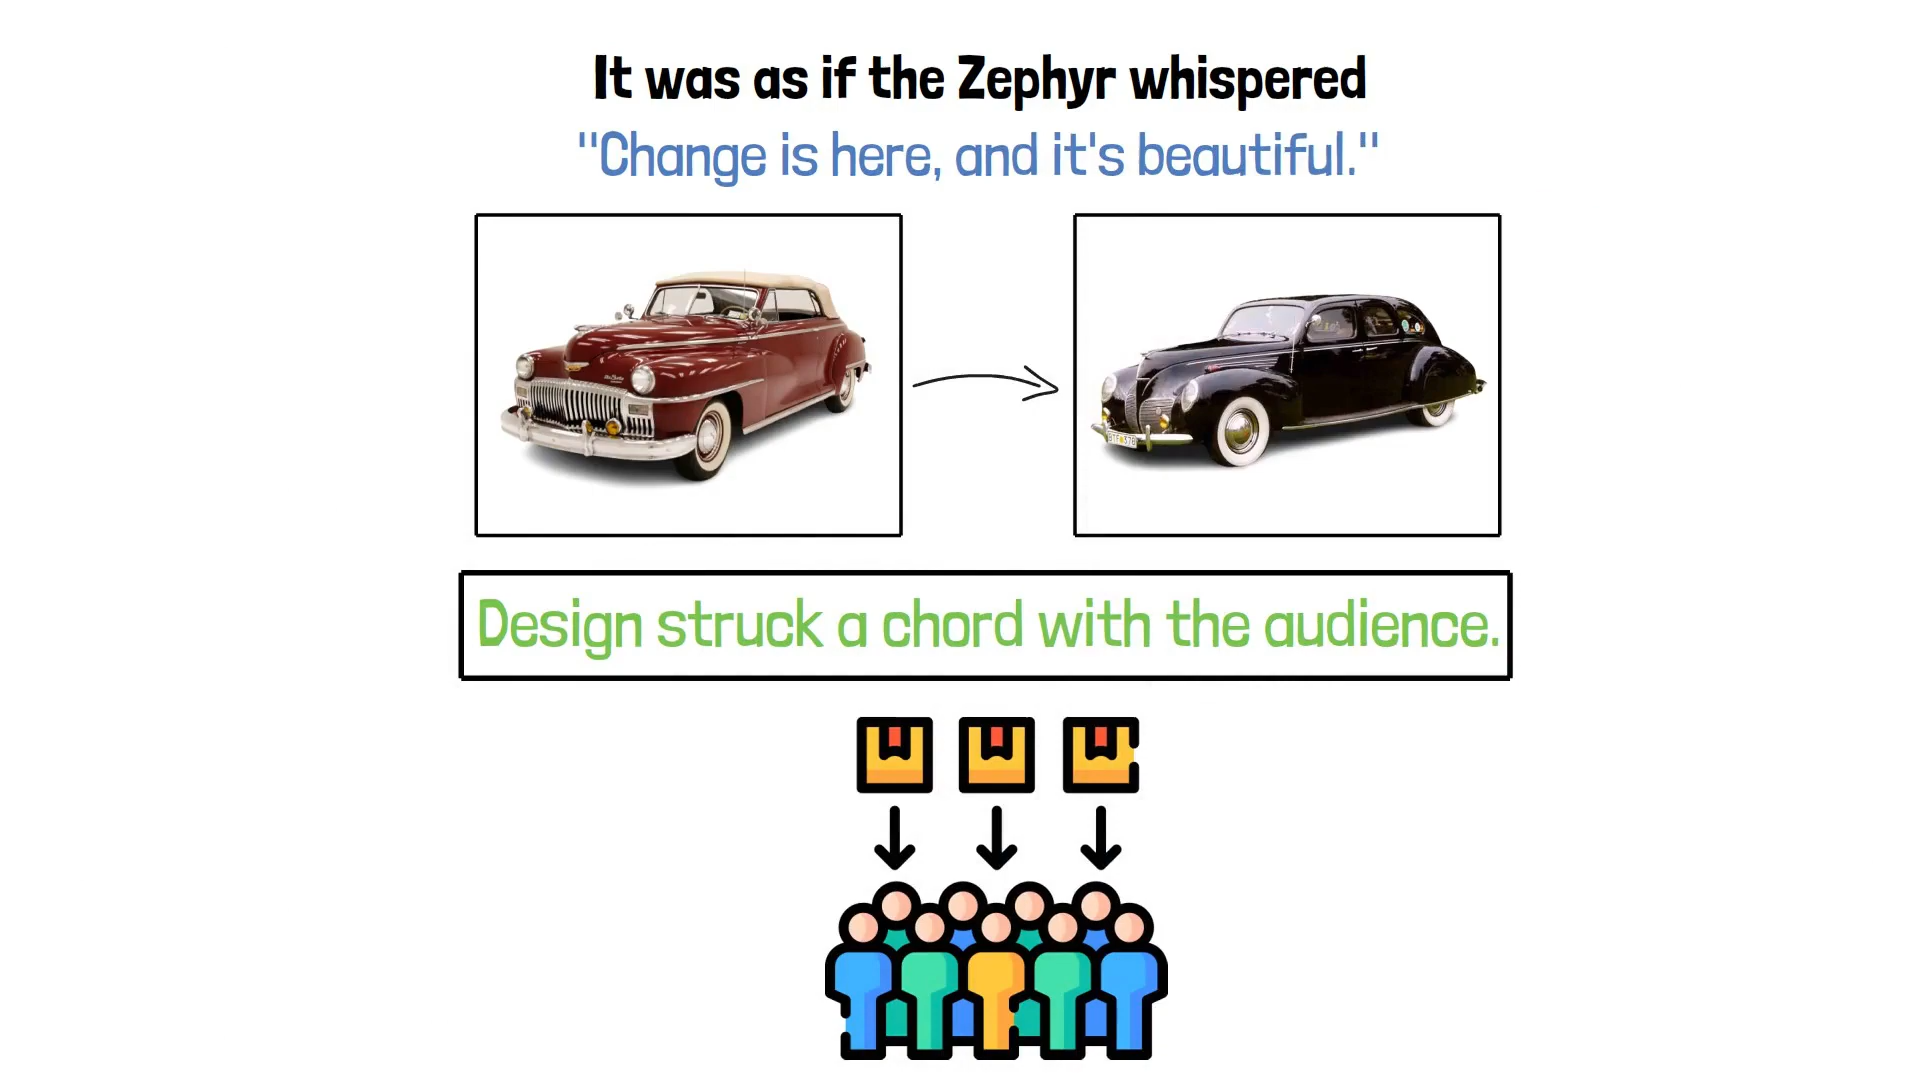 It was as if the Zephyr whispered
"Change is here, and it's beautiful."
Design struck a chord with the audience.